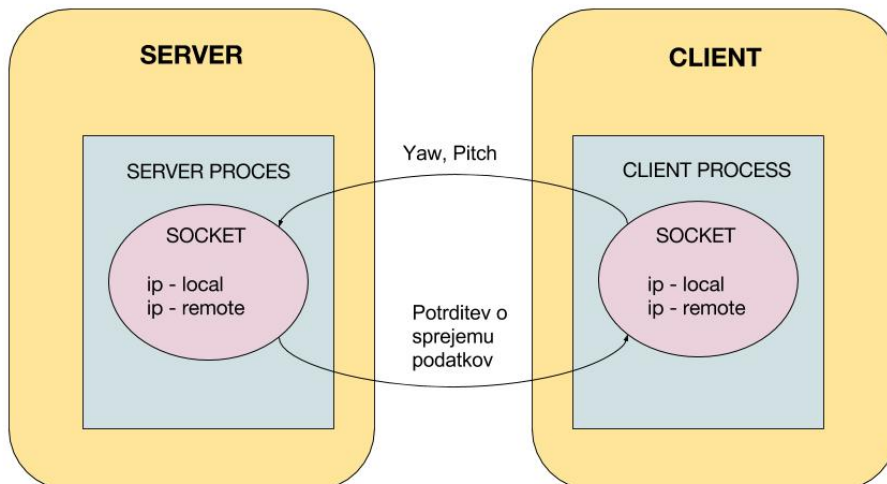 SERVER
SERVER PROCES
SOCKET
ip - local
ip - remote
Yaw, Pitch
Potrditev o
sprejemu
podatkov
CLIENT
CLIENT PROCESS
SOCKET
ip - local
ip - remote